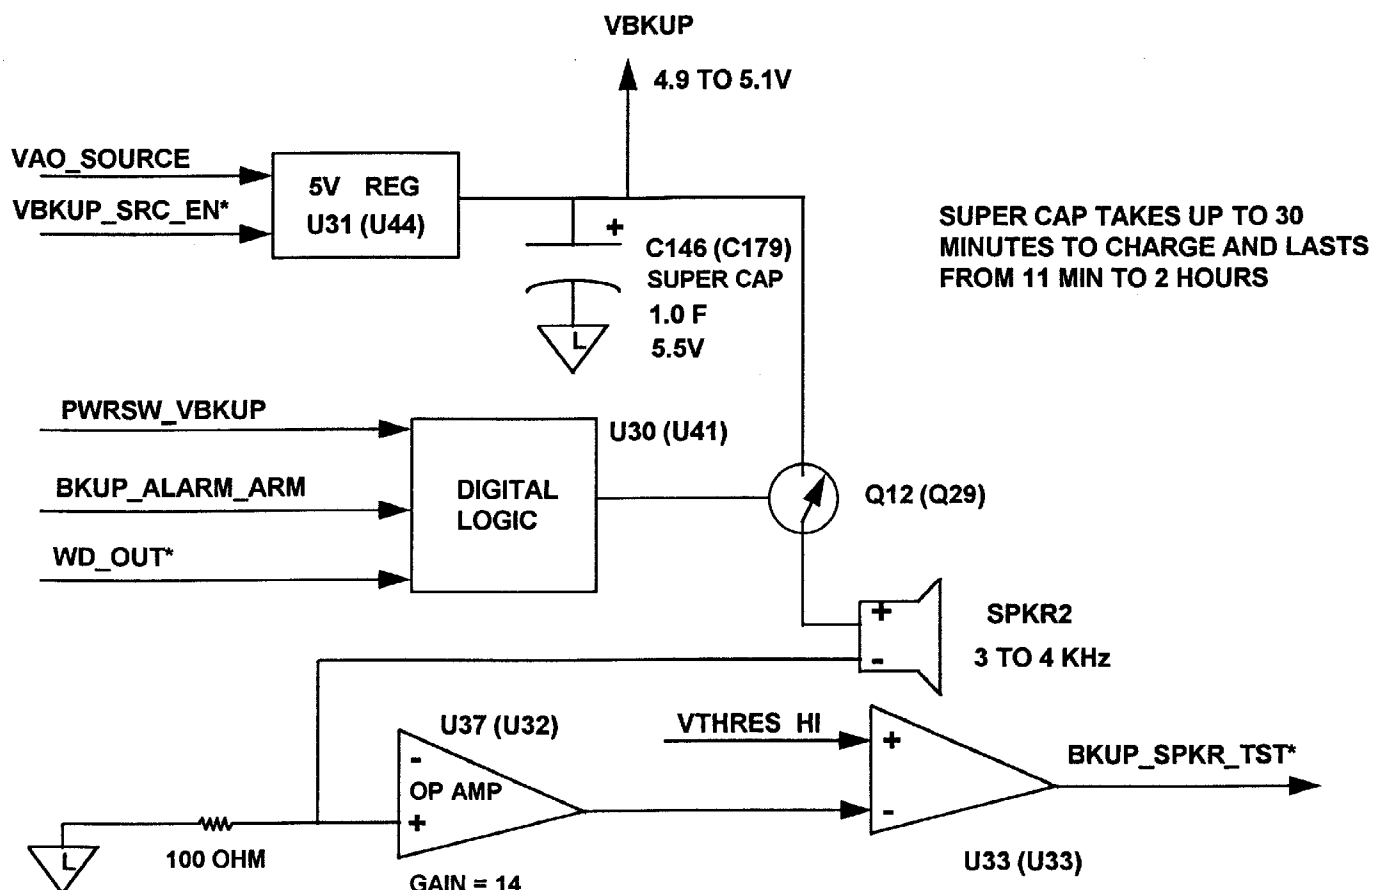 VBKUP
4.9 TO 5.1V
VAO_SOURCE
VBKUP_SRC_EN*
5V REG
U31 (U44)
+
C146 (C179)
SUPER CAP
1.0 F
5.5V
L
SUPER CAP TAKES UP TO 30
MINUTES TO CHARGE AND LASTS
FROM 11 MIN TO 2 HOURS
PWRSW_VBKUP
BKUP_ALARM_ARM
WD_OUT*
DIGITAL
LOGIC
U30 (U41)
Q12 (Q29)
+
-
SPKR2
3 TO 4 KHz
U37 (U32)
-
OP AMP
+
GAIN = 14
L
100 OHM
VTHRES HI
+
-
BKUP_SPKR_TST*
U33 (U33)